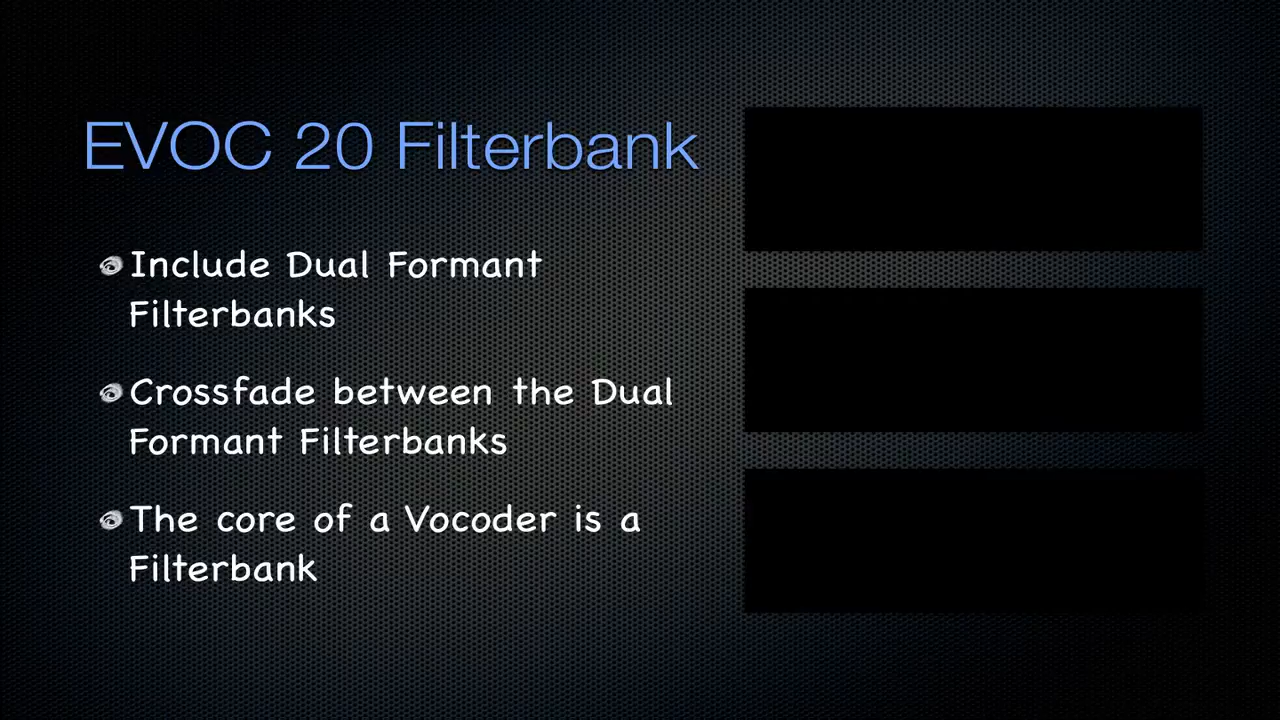 EVOC 20 Filterbank
Include Dual Formant
Filterbanks
Crossfade between the Dual
Formant Filterbanks
The core of a Vocoder is a
Filterbank